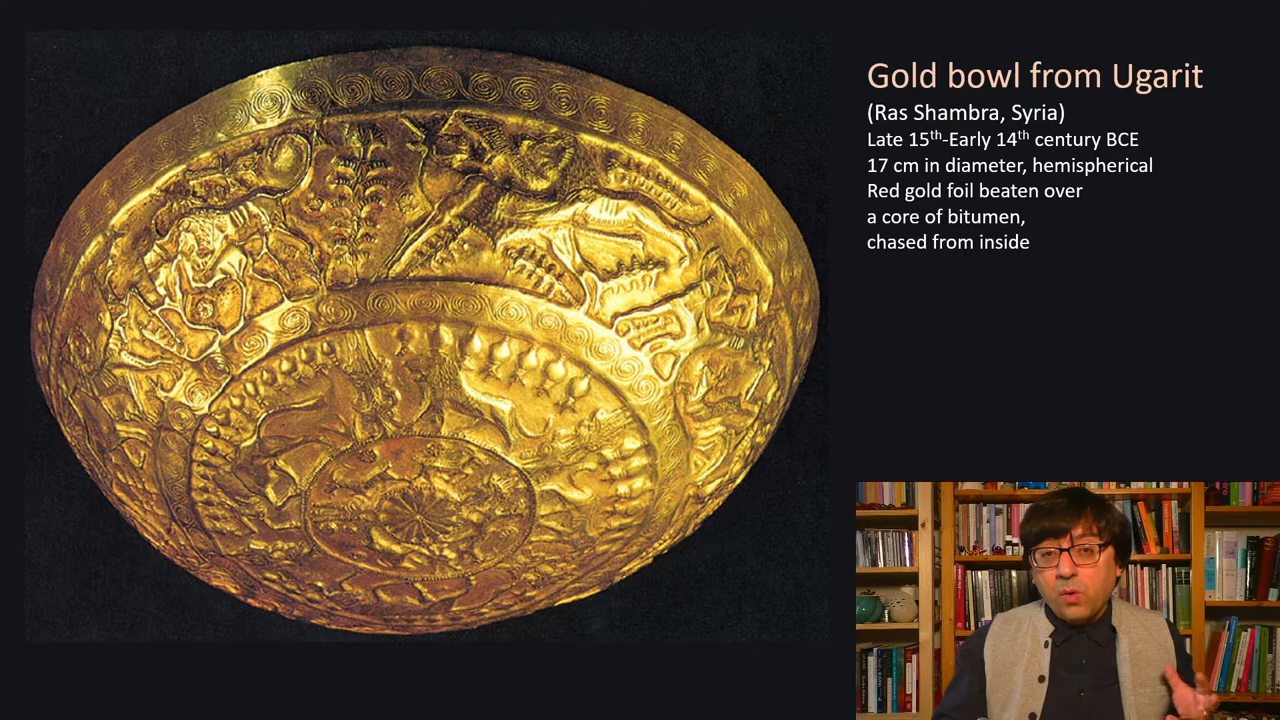 Gold bowl from Ugarit
(Ras Shambra, Syria)
Late 15th-Early 14th century BCE
17 cm in diameter, hemispherical
Red gold foil beaten over
a core of bitumen,
chased from inside